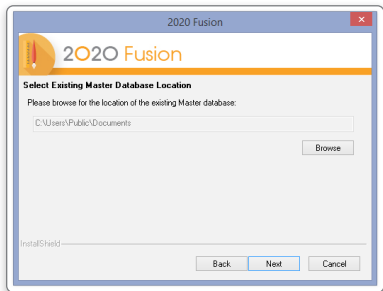 2020 Fusion
2020 Fusion
Select Existing Master Database Location
Please browse for the location of the existing Master database:
C:\Users\Public\Documents
Browse
InstallShield
Back Next Cancel